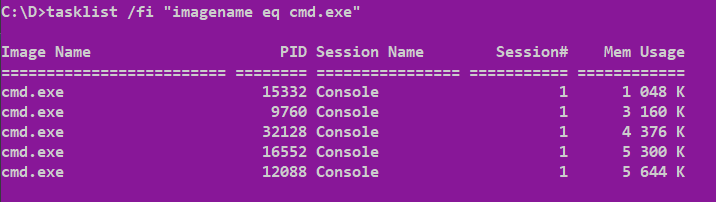 C:\D>tasklist /fi "imagename eq cmd.exe"
Image Name                     PID Session Name        Session#    Mem Usage
========================= ======== ================ =========== ============
cmd.exe                      15332 Console                    1      1 048 K
cmd.exe                       9760 Console                    1      3 160 K
cmd.exe                      32128 Console                    1      4 376 K
cmd.exe                      16552 Console                    1      5 300 K
cmd.exe                      12088 Console                    1      5 644 K